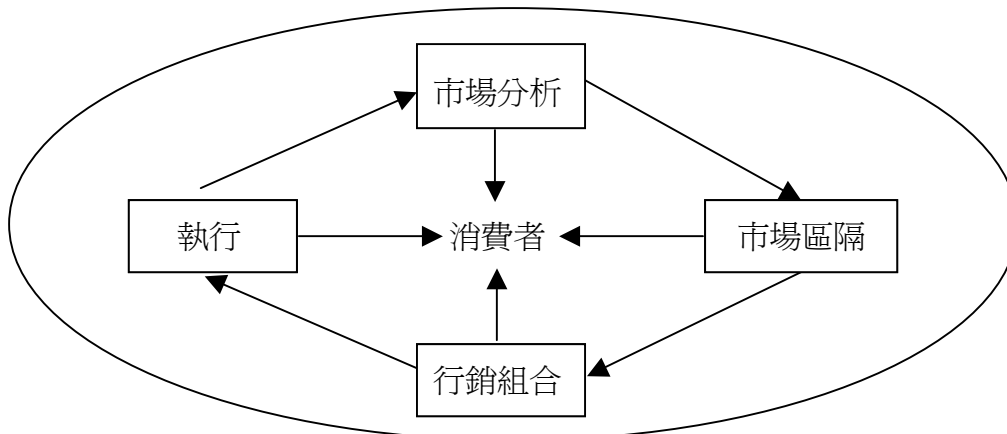 市場分析
執行
消費者
市場區隔
行銷組合